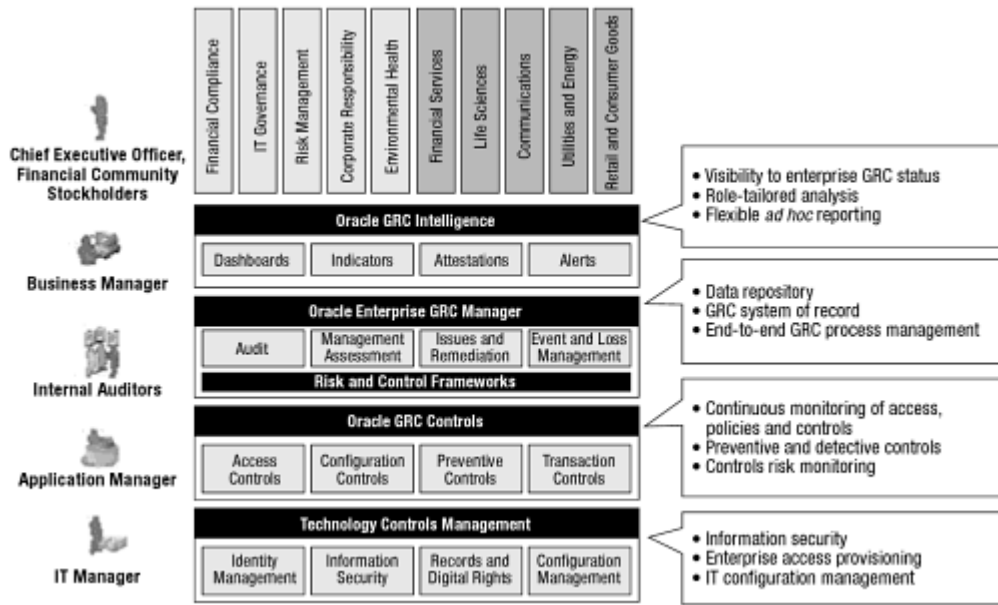 Financial Compliance
IT Governance
Risk Management
Corporate Responsibility
Environmental Health
Financial Services
Life Sciences
Communications
Utilities and Energy
Retail and Consumer Goods
Chief Executive Officer,
Financial Community
Stockholders
Oracle GRC Intelligence
Dashboards
Indicators
Attestations
Alerts
• Visibility to enterprise GRC status
• Role-tailored analysis
• Flexible ad hoc reporting
Business Manager
Oracle Enterprise GRC Manager
Audit
Management
Assessment
Issues and
Remediation
Event and Loss
Management
Risk and Control Frameworks
• Data repository
• GRC system of record
• End-to-end GRC process management
Internal Auditors
Oracle GRC Controls
Access
Controls
Configuration
Controls
Preventive
Controls
Transaction
Controls
• Continuous monitoring of access,
policies and controls
• Preventive and detective controls
• Controls risk monitoring
Application Manager
Technology Controls Management
Identity
Management
Information
Security
Records and
Digital Rights
Configuration
Management
• Information security
• Enterprise access provisioning
• IT configuration management
IT Manager